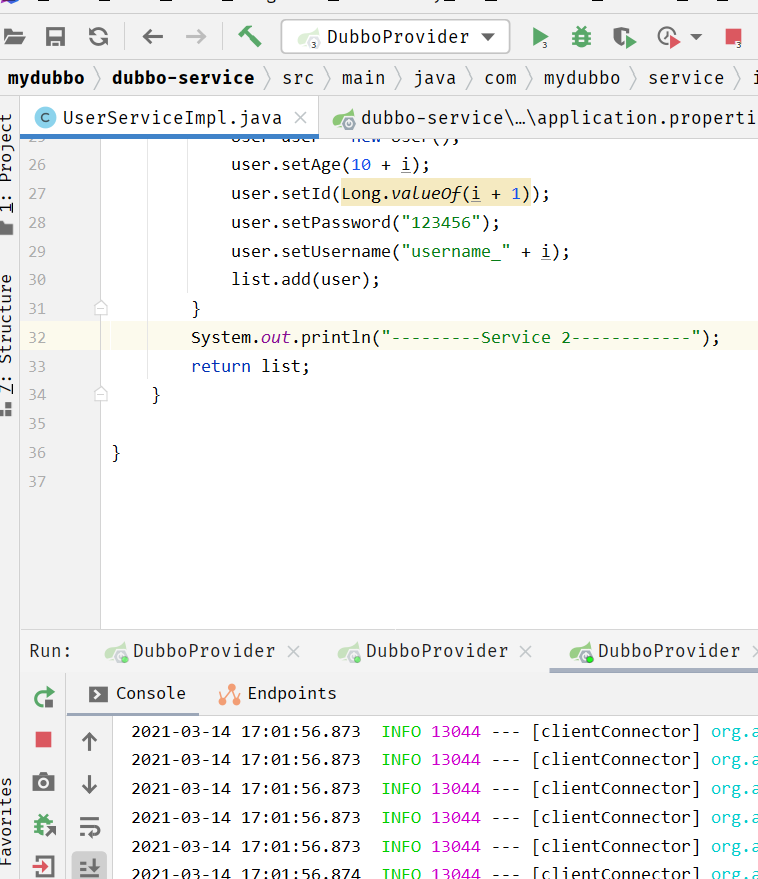 DubboProvider
mydubbo dubbo-service src main java com mydubbo service
UserServiceImpl.java dubbo-service\...\application.properti
26 user.setAge(10 + i);
27 user.setId(Long.valueOf(i + 1));
28 user.setPassword("123456");
29 user.setUsername("username_" + i);
30 list.add(user);
31 }
32 System.out.println("---------Service 2------------");
33 return list;
34 }
35
36 }
37
1: Project
7: Structure
Favorites
Run: DubboProvider DubboProvider DubboProvider
Console Endpoints
2021-03-14 17:01:56.873 INFO 13044 --- [clientConnector] org.a
2021-03-14 17:01:56.873 INFO 13044 --- [clientConnector] org.a
2021-03-14 17:01:56.873 INFO 13044 --- [clientConnector] org.a
2021-03-14 17:01:56.873 INFO 13044 --- [clientConnector] org.a
2021-03-14 17:01:56.873 INFO 13044 --- [clientConnector] org.a
2021-03-14 17:01:56.874 INFO 13044 --- [clientConnector] org.a